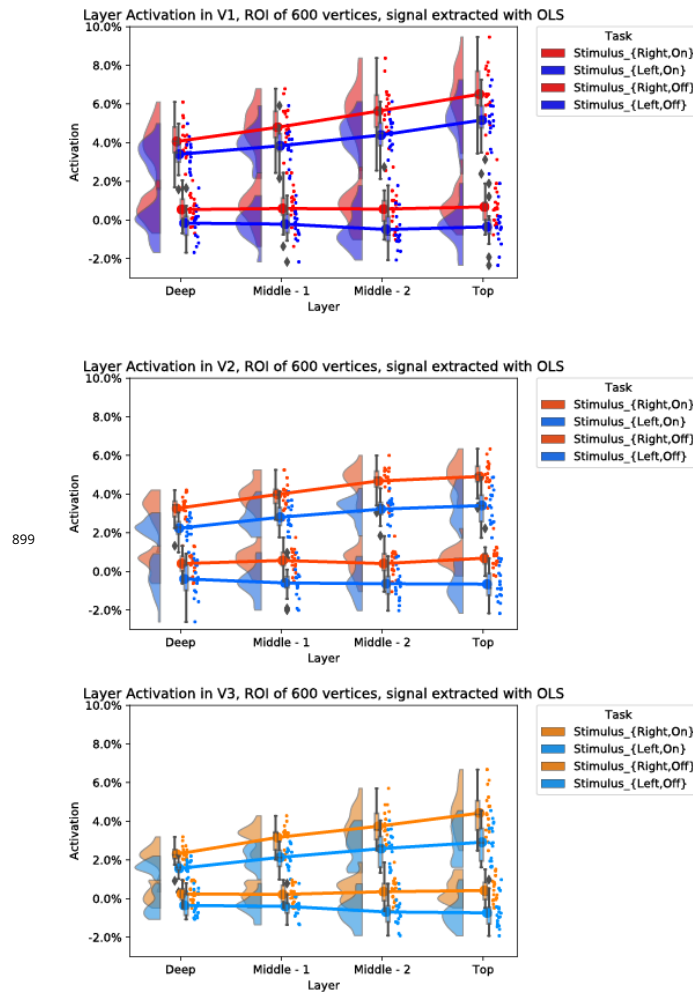 Layer Activation in V1, ROI of 600 vertices, signal extracted with OLS
10.0%
8.0%
6.0%
4.0%
2.0%
0.0%
-2.0%
Activation
Deep
Middle - 1
Middle - 2
Top
Layer
Task
Stimulus_{Right,On}
Stimulus_{Left,On}
Stimulus_{Right,Off}
Stimulus_{Left,Off}
Layer Activation in V2, ROI of 600 vertices, signal extracted with OLS
10.0%
8.0%
6.0%
4.0%
2.0%
0.0%
-2.0%
Activation
Deep
Middle - 1
Middle - 2
Top
Layer
Task
Stimulus_{Right,On}
Stimulus_{Left,On}
Stimulus_{Right,Off}
Stimulus_{Left,Off}
899
Layer Activation in V3, ROI of 600 vertices, signal extracted with OLS
10.0%
8.0%
6.0%
4.0%
2.0%
0.0%
-2.0%
Activation
Deep
Middle - 1
Middle - 2
Top
Layer
Task
Stimulus_{Right,On}
Stimulus_{Left,On}
Stimulus_{Right,Off}
Stimulus_{Left,Off}